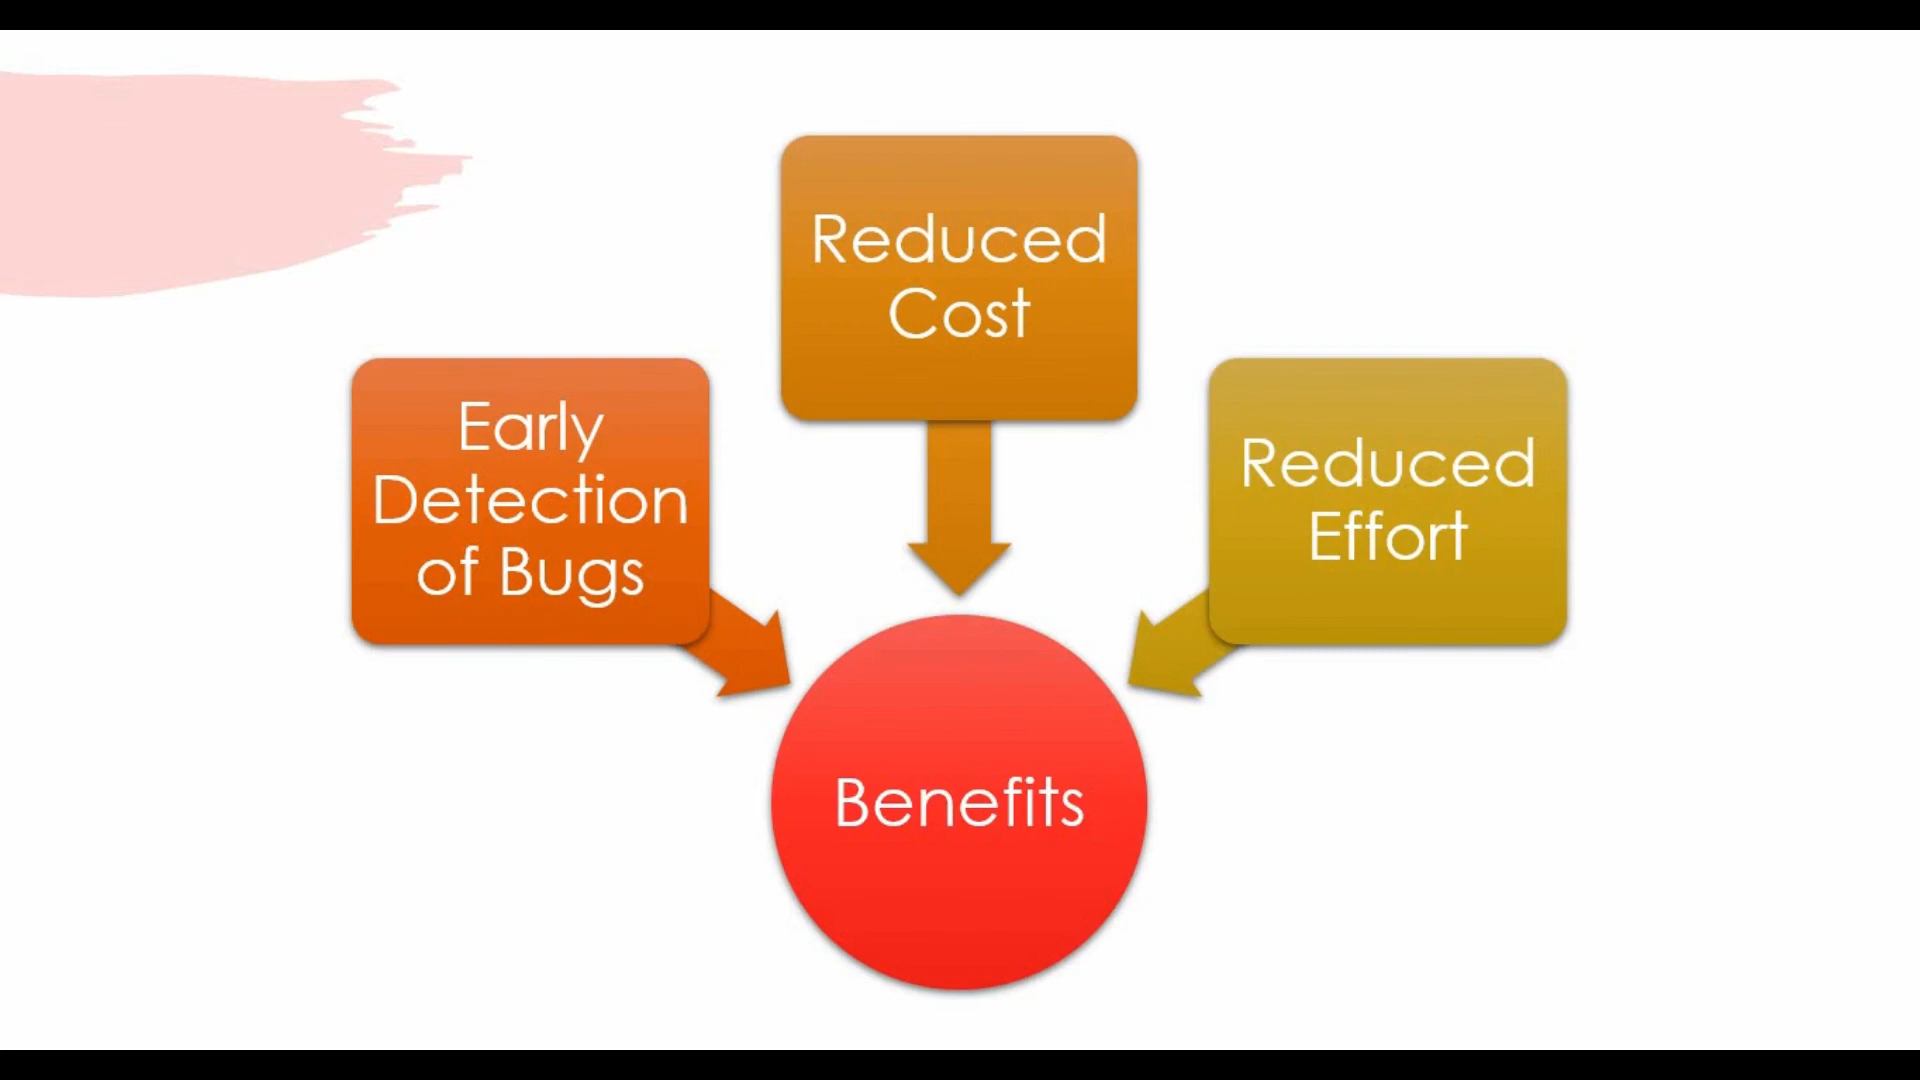 Reduced
Cost
Early
Detection
of Bugs
Reduced
Effort
Benefits